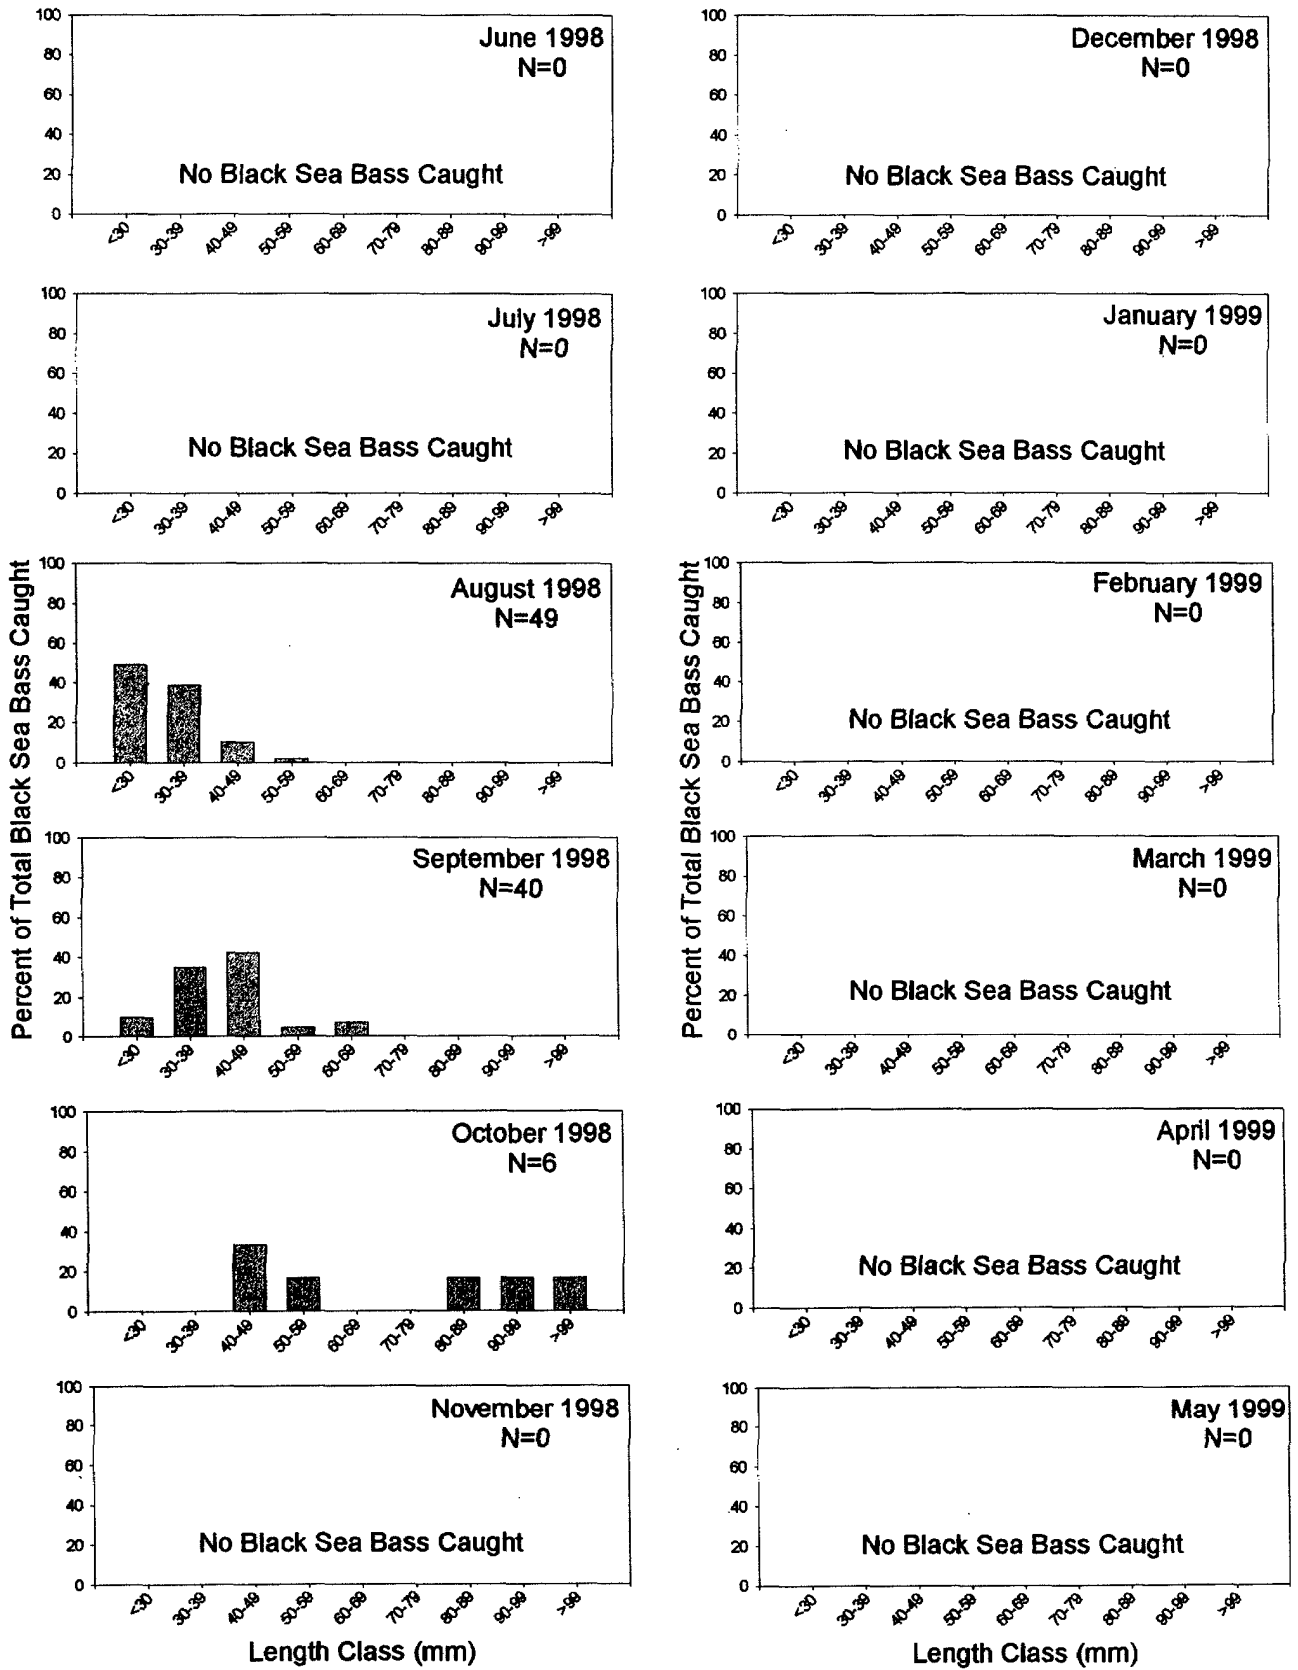 June 1998
N=0
100
80
60
40
20
0
No Black Sea Bass Caught
<30 30-39 40-49 50-59 60-69 70-79 80-89 90-99 >99
July 1998
N=0
100
80
60
40
20
0
No Black Sea Bass Caught
<30 30-39 40-49 50-59 60-69 70-79 80-89 90-99 >99
Percent of Total Black Sea Bass Caught
August 1998
N=49
100
80
60
40
20
0
<30 30-39 40-49 50-59 60-69 70-79 80-89 90-99 >99
September 1998
N=40
100
80
60
40
20
0
<30 30-39 40-49 50-59 60-69 70-79 80-89 90-99 >99
October 1998
N=6
100
80
60
40
20
0
<30 30-39 40-49 50-59 60-69 70-79 80-89 90-99 >99
November 1998
N=0
100
80
60
40
20
0
No Black Sea Bass Caught
<30 30-39 40-49 50-59 60-69 70-79 80-89 90-99 >99
Length Class (mm)
December 1998
N=0
100
80
60
40
20
0
No Black Sea Bass Caught
<30 30-39 40-49 50-59 60-69 70-79 80-89 90-99 >99
January 1999
N=0
100
80
60
40
20
0
No Black Sea Bass Caught
<30 30-39 40-49 50-59 60-69 70-79 80-89 90-99 >99
Percent of Total Black Sea Bass Caught
February 1999
N=0
100
80
60
40
20
0
No Black Sea Bass Caught
<30 30-39 40-49 50-59 60-69 70-79 80-89 90-99 >99
March 1999
N=0
100
80
60
40
20
0
No Black Sea Bass Caught
<30 30-39 40-49 50-59 60-69 70-79 80-89 90-99 >99
April 1999
N=0
100
80
60
40
20
0
No Black Sea Bass Caught
<30 30-39 40-49 50-59 60-69 70-79 80-89 90-99 >99
May 1999
N=0
100
80
60
40
20
0
No Black Sea Bass Caught
<30 30-39 40-49 50-59 60-69 70-79 80-89 90-99 >99
Length Class (mm)